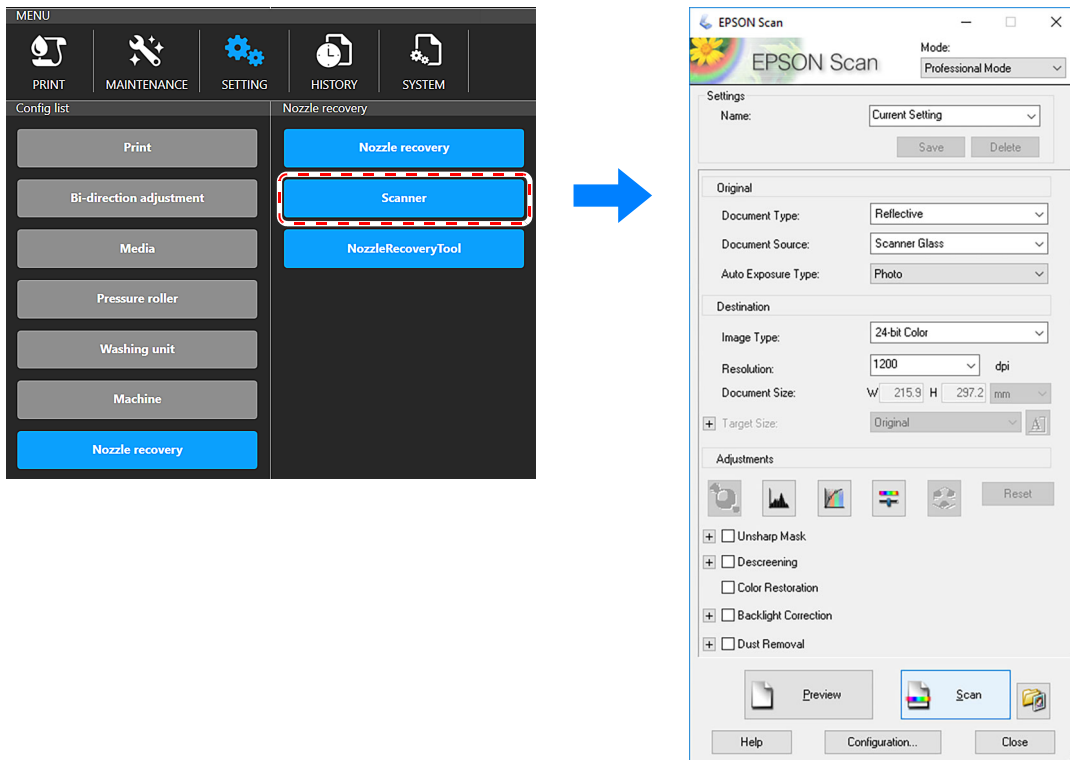 MENU
PRINT MAINTENANCE SETTING HISTORY SYSTEM
Config list
Print
Bi-direction adjustment
Media
Pressure roller
Washing unit
Machine
Nozzle recovery
Nozzle recovery
Nozzle recovery
Scanner
NozzleRecoveryTool
EPSON Scan
EPSON Scan
Mode:
Professional Mode
Settings
Name: Current Setting
Save Delete
Original
Document Type: Reflective
Document Source: Scanner Glass
Auto Exposure Type: Photo
Destination
Image Type: 24-bit Color
Resolution: 1200 dpi
Document Size: W 215.9 H 297.2 mm
Target Size: Original A
Adjustments
Reset
Unsharp Mask
Descreening
Color Restoration
Backlight Correction
Dust Removal
Preview Scan
Help Configuration... Close